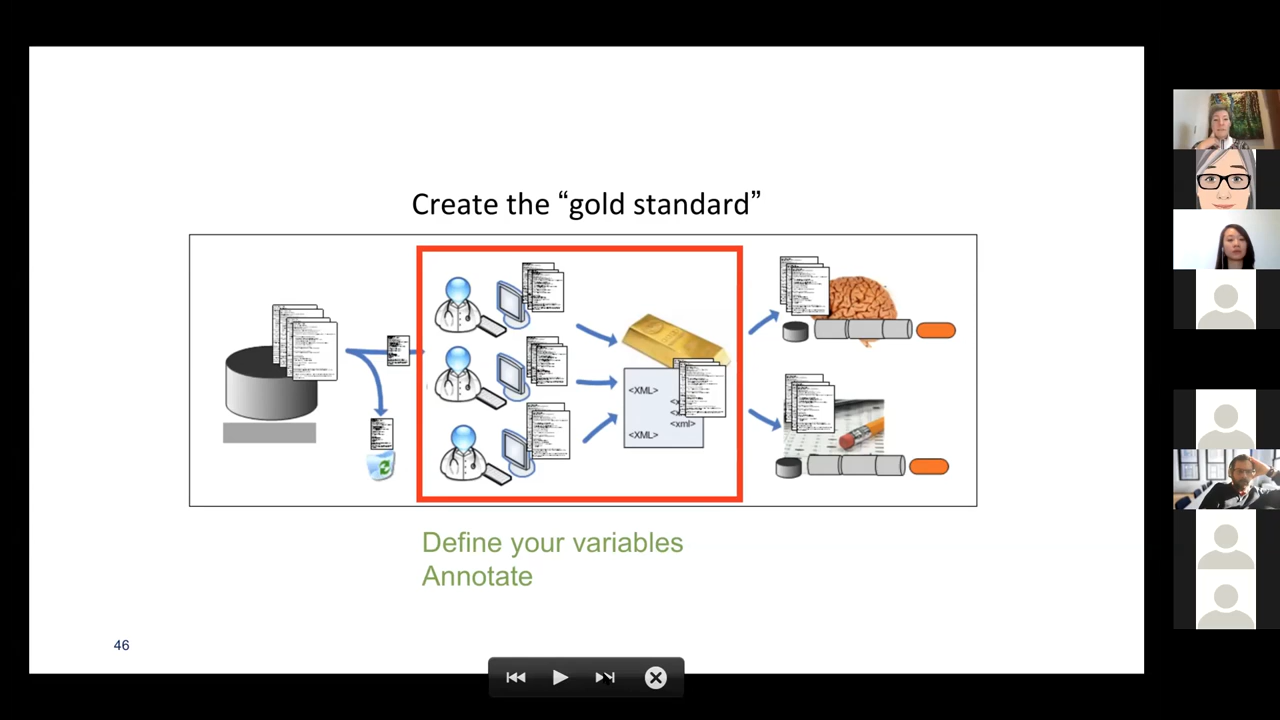 Create the “gold standard”
<XML>
<xml>
<XML>
Define your variables
Annotate
46